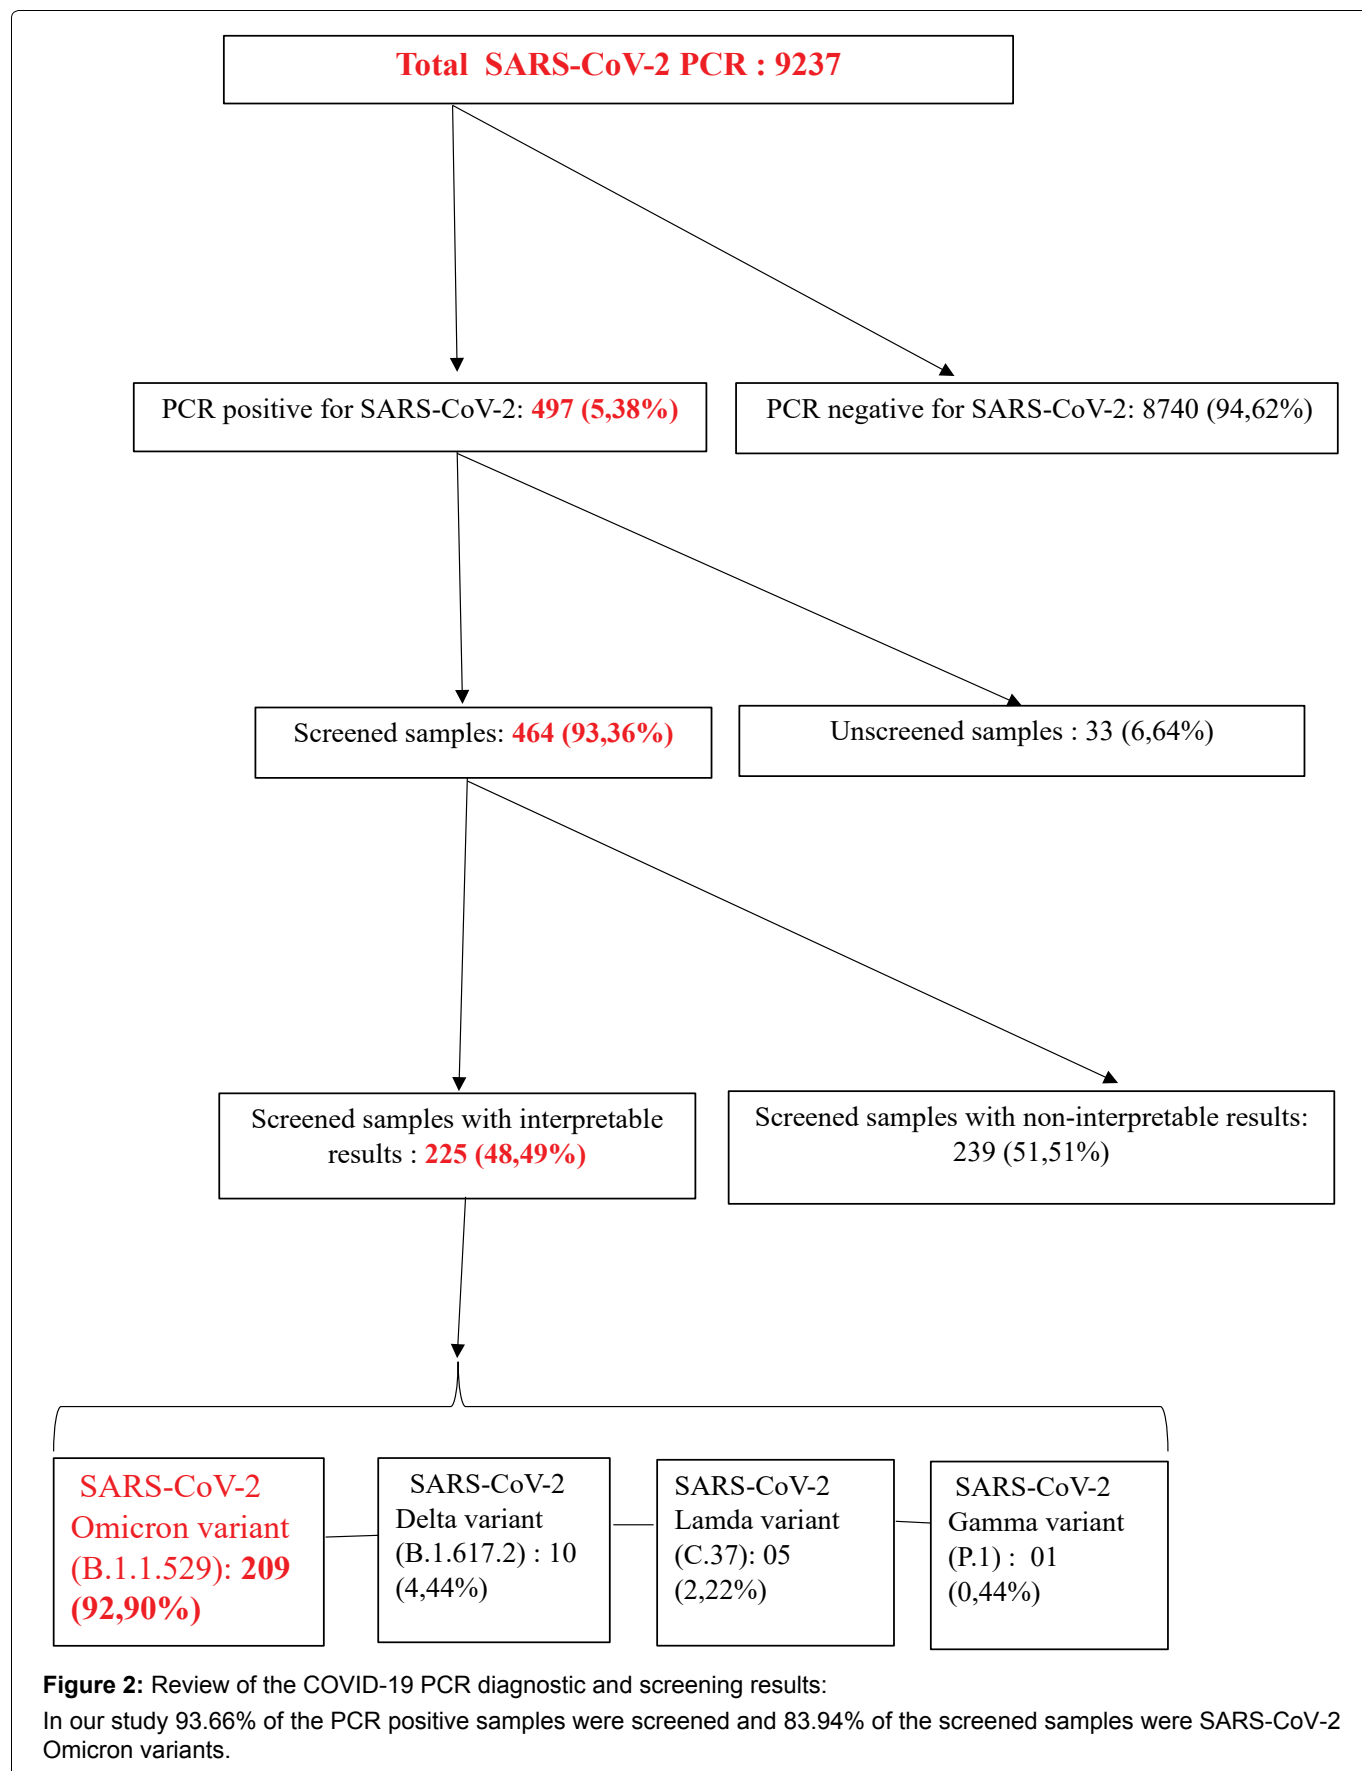 Total SARS-CoV-2 PCR : 9237
PCR positive for SARS-CoV-2: 497 (5,38%)
PCR negative for SARS-CoV-2: 8740 (94,62%)
Screened samples: 464 (93,36%)
Unscreened samples : 33 (6,64%)
Screened samples with interpretable
results : 225 (48,49%)
Screened samples with non-interpretable results:
239 (51,51%)
SARS-CoV-2
Omicron variant
(B.1.1.529): 209
(92,90%)
SARS-CoV-2
Delta variant
(B.1.617.2) : 10
(4,44%)
SARS-CoV-2
Lamda variant
(C.37): 05
(2,22%)
SARS-CoV-2
Gamma variant
(P.1) : 01
(0,44%)
Figure 2: Review of the COVID-19 PCR diagnostic and screening results:
In our study 93.66% of the PCR positive samples were screened and 83.94% of the screened samples were SARS-CoV-2
Omicron variants.